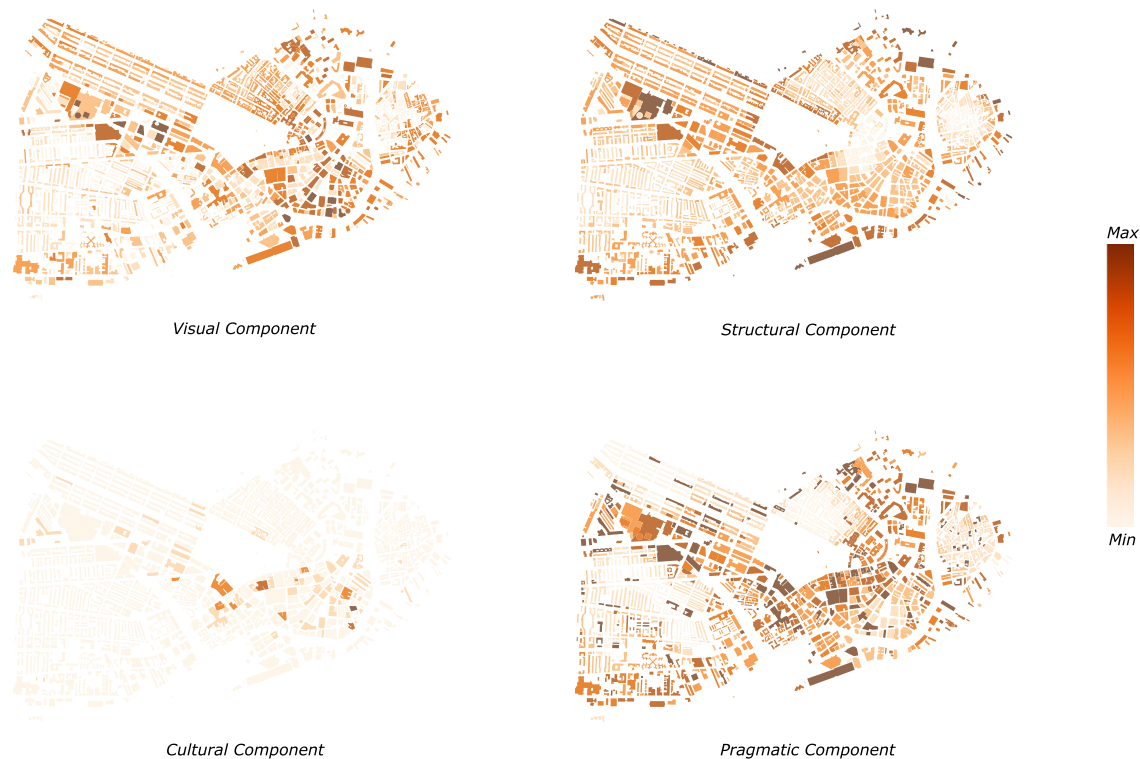 Visual Component
Structural Component
Max
Min
Cultural Component
Pragmatic Component